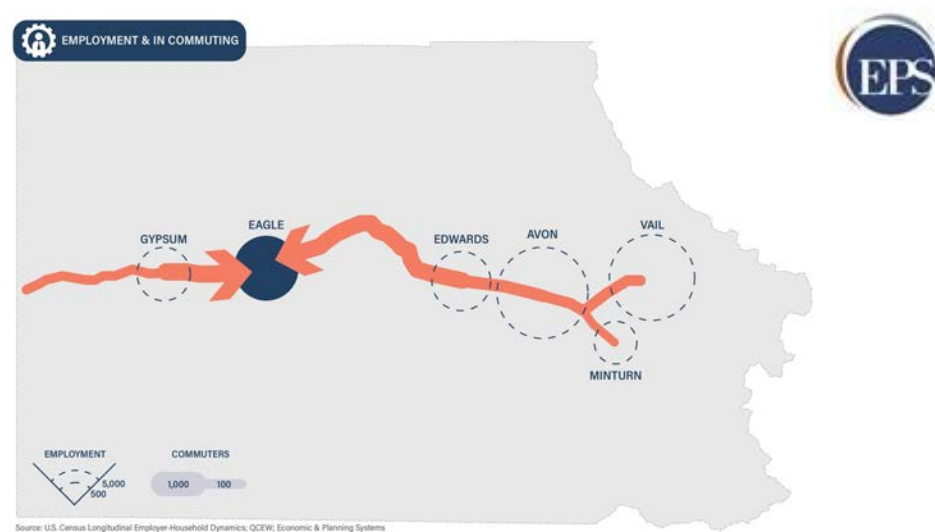 EMPLOYMENT & IN COMMUTING
EPS
EAGLE
GYPSUM
EDWARDS
AVON
VAIL
MINTURN
EMPLOYMENT
COMMUTERS
5,000
500
1,000
100
Source: U.S. Census Longitudinal Employer-Household Dynamics; QCEW; Economic & Planning Systems